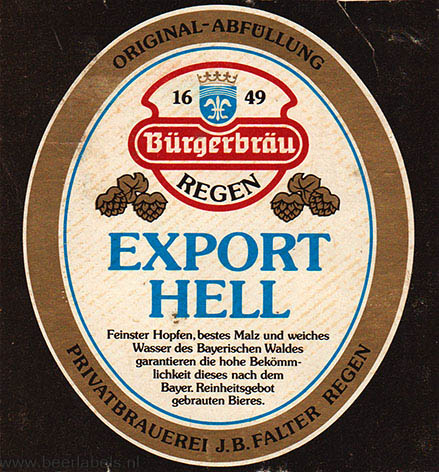 ORIGINAL-ABFÜLLUNG
16 49
Bürgerbräu
REGEN
EXPORT
HELL
Feinster Hopfen, bestes Malz und weiches
Wasser des Bayerischen Waldes
garantieren die hohe Bekömm-
lichkeit dieses nach dem
Bayer. Reinheitsgebot
gebrauten Bieres.
PRIVATBRAUEREI J.B. FALTER REGEN
www.beerlabels.nl